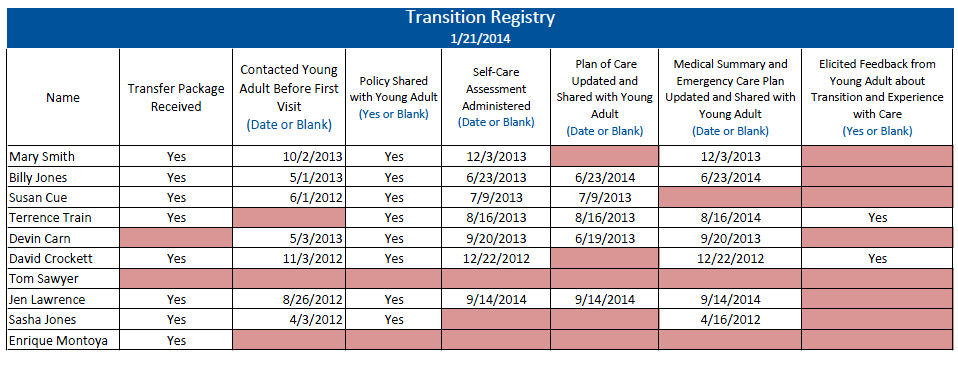 Transition Registry
1/21/2014
Name
Transfer Package
Received
Contacted Young
Adult Before First
Visit
(Date or Blank)
Policy Shared
with Young Adult
(Yes or Blank)
Self-Care
Assessment
Administered
(Date or Blank)
Plan of Care
Updated and
Shared with Young
Adult
(Date or Blank)
Medical Summary and
Emergency Care Plan
Updated and Shared with
Young Adult
(Date or Blank)
Elicited Feedback from
Young Adult about
Transition and Experience
with Care
(Yes or Blank)
Mary Smith Yes 10/2/2013 Yes 12/3/2013 12/3/2013
Billy Jones Yes 5/1/2013 Yes 6/23/2013 6/23/2014 6/23/2014
Susan Cue Yes 6/1/2012 Yes 7/9/2013 7/9/2013
Terrence Train Yes Yes 8/16/2013 8/16/2013 8/16/2014 Yes
Devin Carn 5/3/2013 Yes 9/20/2013 6/19/2013 9/20/2013
David Crockett Yes 11/3/2012 Yes 12/22/2012 12/22/2012 Yes
Tom Sawyer
Jen Lawrence Yes 8/26/2012 Yes 9/14/2014 9/14/2014 9/14/2014
Sasha Jones Yes 4/3/2012 Yes 4/16/2012
Enrique Montoya Yes